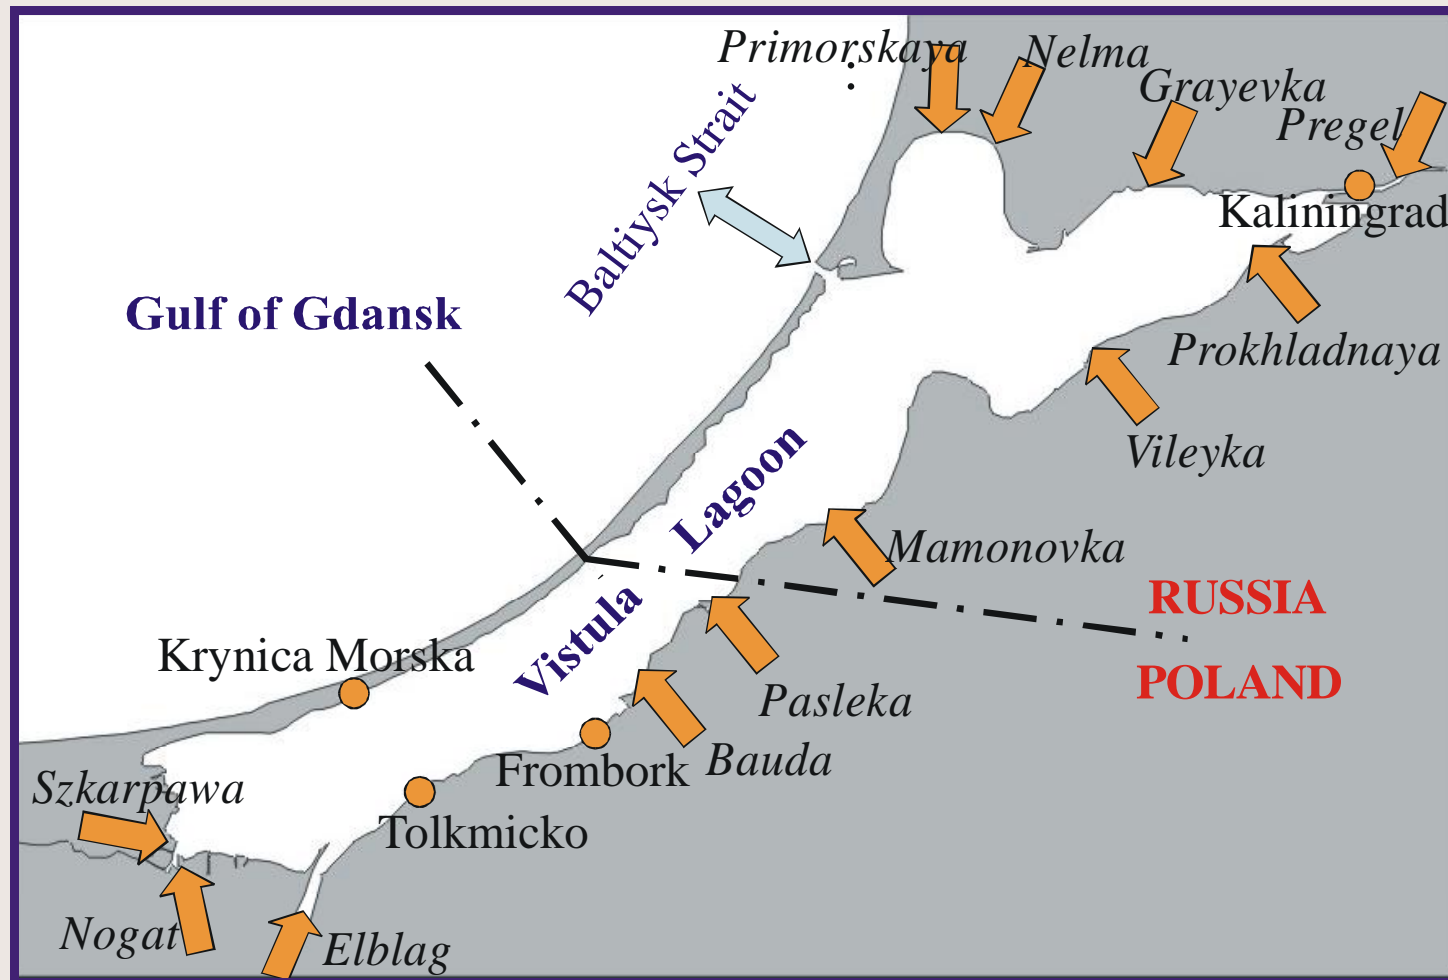 Primorskaya
Nelma
Grayevka
Pregel
Baltiysk Strait
Kaliningrad
Gulf of Gdansk
Prokhladnaya
Vileyka
Vistula Lagoon
Mamonovka
RUSSIA
POLAND
Krynica Morska
Pasleka
Bauda
Frombork
Szkarpawa
Tolkmicko
Nogat
Elblag